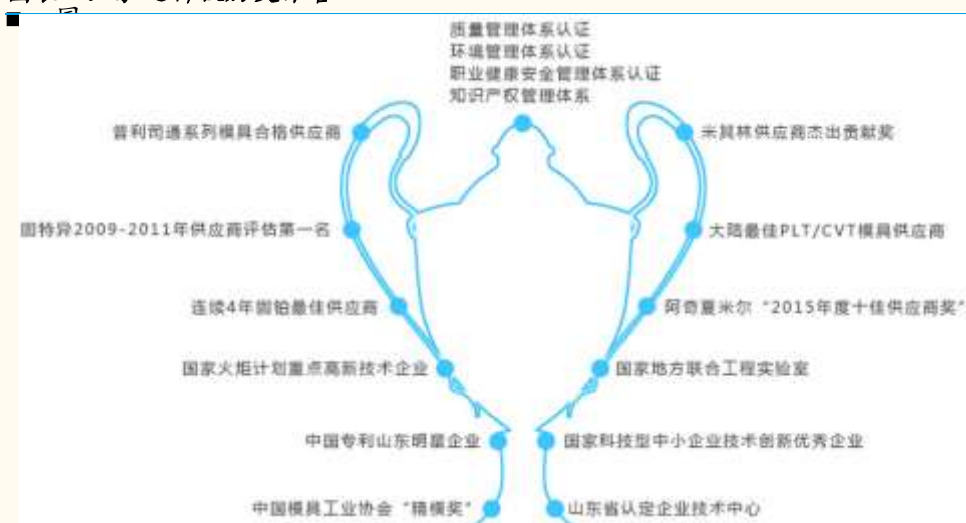 质量管理体系认证
环境管理体系认证
职业健康安全管理体系认证
知识产权管理体系
普利司通系列模具合格供应商
米其林供应商杰出贡献奖
固特异2009-2011年供应商评估第一名
大陆最佳PLT/CVT模具供应商
连续4年固铂最佳供应商
阿奇夏米尔“2015年度十佳供应商奖”
国家火炬计划重点高新技术企业
国家地方联合工程实验室
中国专利山东明星企业
国家科技型中小企业技术创新优秀企业
中国模具工业协会“精模奖”
山东省认定企业技术中心